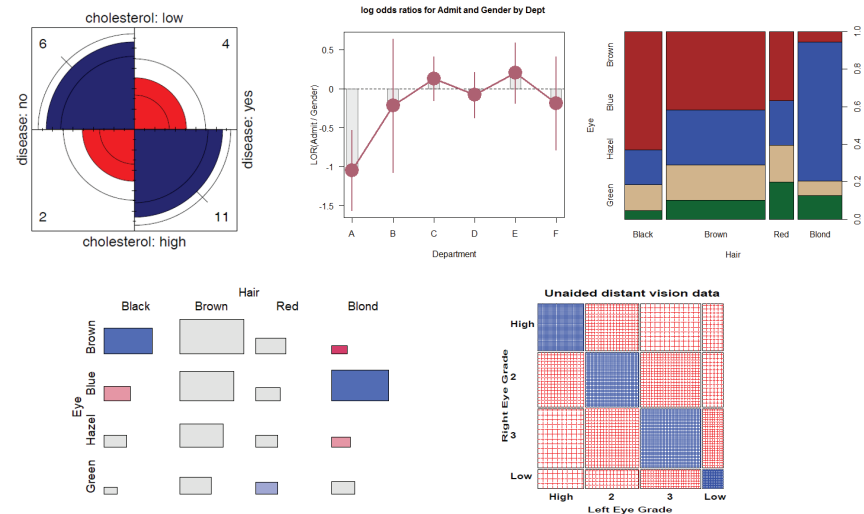 cholesterol: low
6
4
disease: no
disease: yes
2
11
cholesterol: high
log odds ratios for Admit and Gender by Dept
LOR(Admit / Gender)
0.5
0
-0.5
-1
-1.5
A B C D E F
Department
Eye
Brown
Blue
Hazel
Green
1.0
0.8
0.6
0.4
0.2
0.0
Black Brown Red Blond
Hair
Hair
Black Brown Red Blond
Eye
Brown
Blue
Hazel
Green
Unaided distant vision data
Right Eye Grade
High
2
3
Low
High 2 3 Low
Left Eye Grade